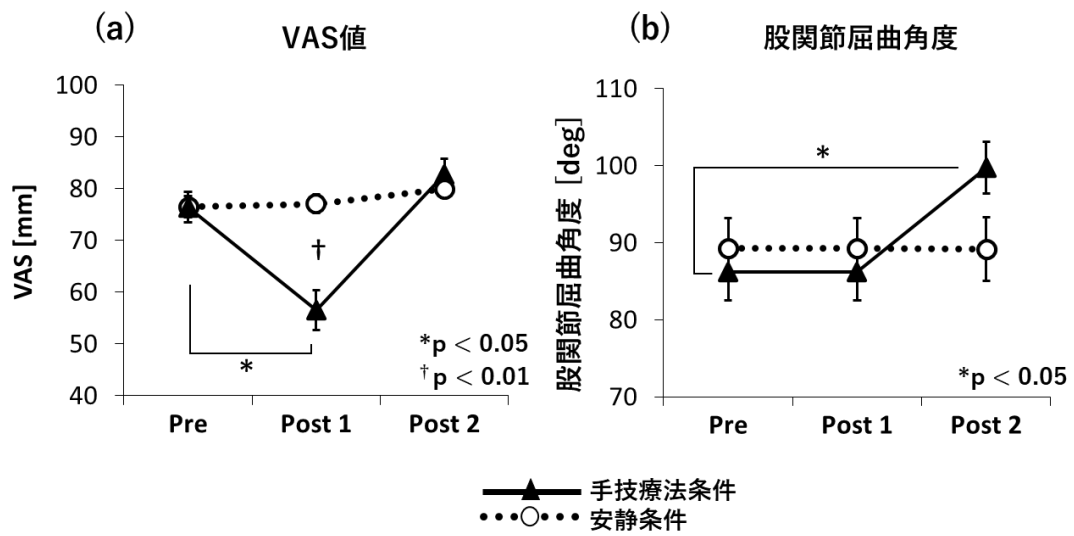 (a)
VAS値
100
90
80
70
60
50
40
VAS [mm]
†
*
*p < 0.05
†p < 0.01
Pre
Post 1
Post 2
(b)
股関節屈曲角度
110
100
90
80
70
股関節屈曲角度 [deg]
*
*p < 0.05
Pre
Post 1
Post 2
手技療法条件
安静条件